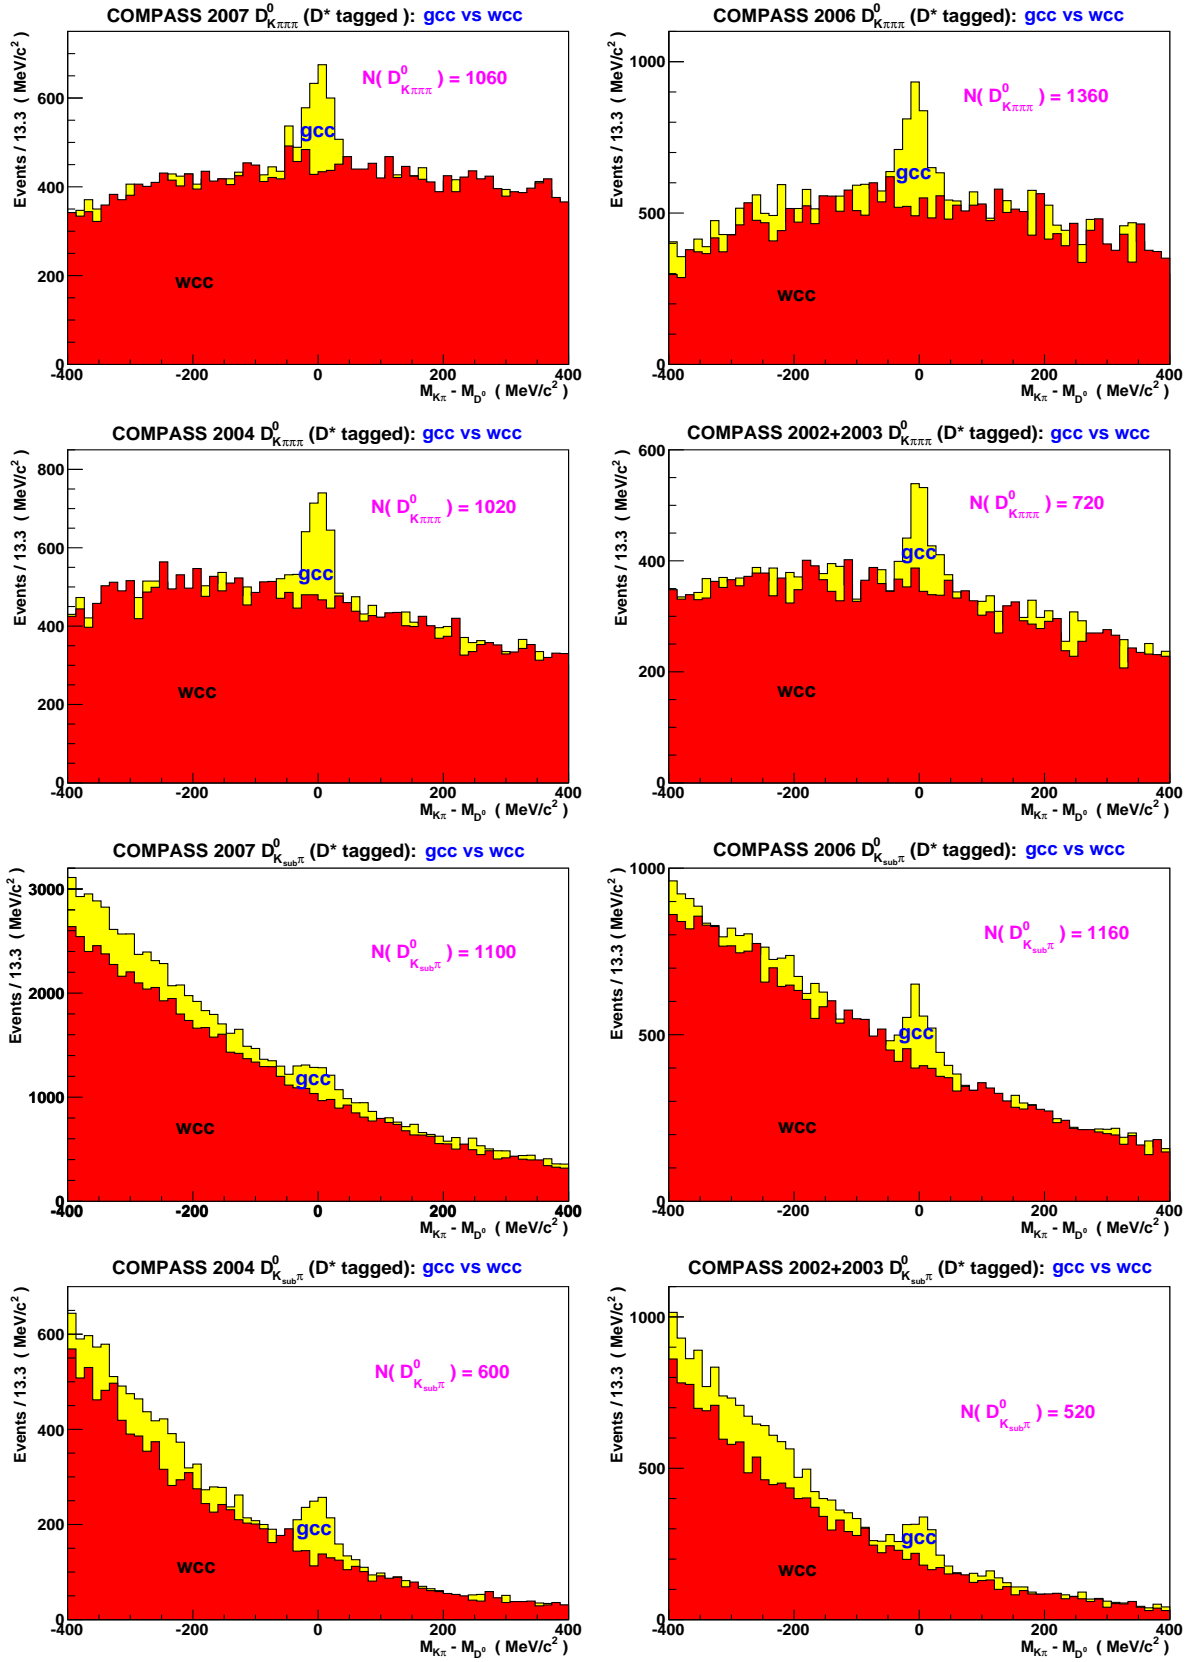 COMPASS 2007 D⁰Kπππ (D* tagged ): gcc vs wcc
Events / 13.3 ( MeV/c² )
600
400
200
0
N( D⁰Kπππ ) = 1060
gcc
wcc
-400 -200 0 200 400
MKπ - MD⁰ ( MeV/c² )
COMPASS 2006 D⁰Kπππ (D* tagged): gcc vs wcc
Events / 13.3 ( MeV/c² )
1000
500
0
N( D⁰Kπππ ) = 1360
gcc
wcc
-400 -200 0 200 400
MKπ - MD⁰ ( MeV/c² )
COMPASS 2004 D⁰Kπππ (D* tagged): gcc vs wcc
Events / 13.3 ( MeV/c² )
800
600
400
200
0
N( D⁰Kπππ ) = 1020
gcc
wcc
-400 -200 0 200 400
MKπ - MD⁰ ( MeV/c² )
COMPASS 2002+2003 D⁰Kπππ (D* tagged): gcc vs wcc
Events / 13.3 ( MeV/c² )
600
400
200
0
N( D⁰Kπππ ) = 720
gcc
wcc
-400 -200 0 200 400
MKπ - MD⁰ ( MeV/c² )
COMPASS 2007 D⁰Ksubπ (D* tagged): gcc vs wcc
Events / 13.3 ( MeV/c² )
3000
2000
1000
0
N( D⁰Ksubπ ) = 1100
gcc
wcc
-400 -200 0 200 400
MKπ - MD⁰ ( MeV/c² )
COMPASS 2006 D⁰Ksubπ (D* tagged): gcc vs wcc
Events / 13.3 ( MeV/c² )
1000
500
0
N( D⁰Ksubπ ) = 1160
gcc
wcc
-400 -200 0 200 400
MKπ - MD⁰ ( MeV/c² )
COMPASS 2004 D⁰Ksubπ (D* tagged): gcc vs wcc
Events / 13.3 ( MeV/c² )
600
400
200
0
N( D⁰Ksubπ ) = 600
gcc
wcc
-400 -200 0 200 400
MKπ - MD⁰ ( MeV/c² )
COMPASS 2002+2003 D⁰Ksubπ (D* tagged): gcc vs wcc
Events / 13.3 ( MeV/c² )
1000
500
0
N( D⁰Ksubπ ) = 520
gcc
wcc
-400 -200 0 200 400
MKπ - MD⁰ ( MeV/c² )